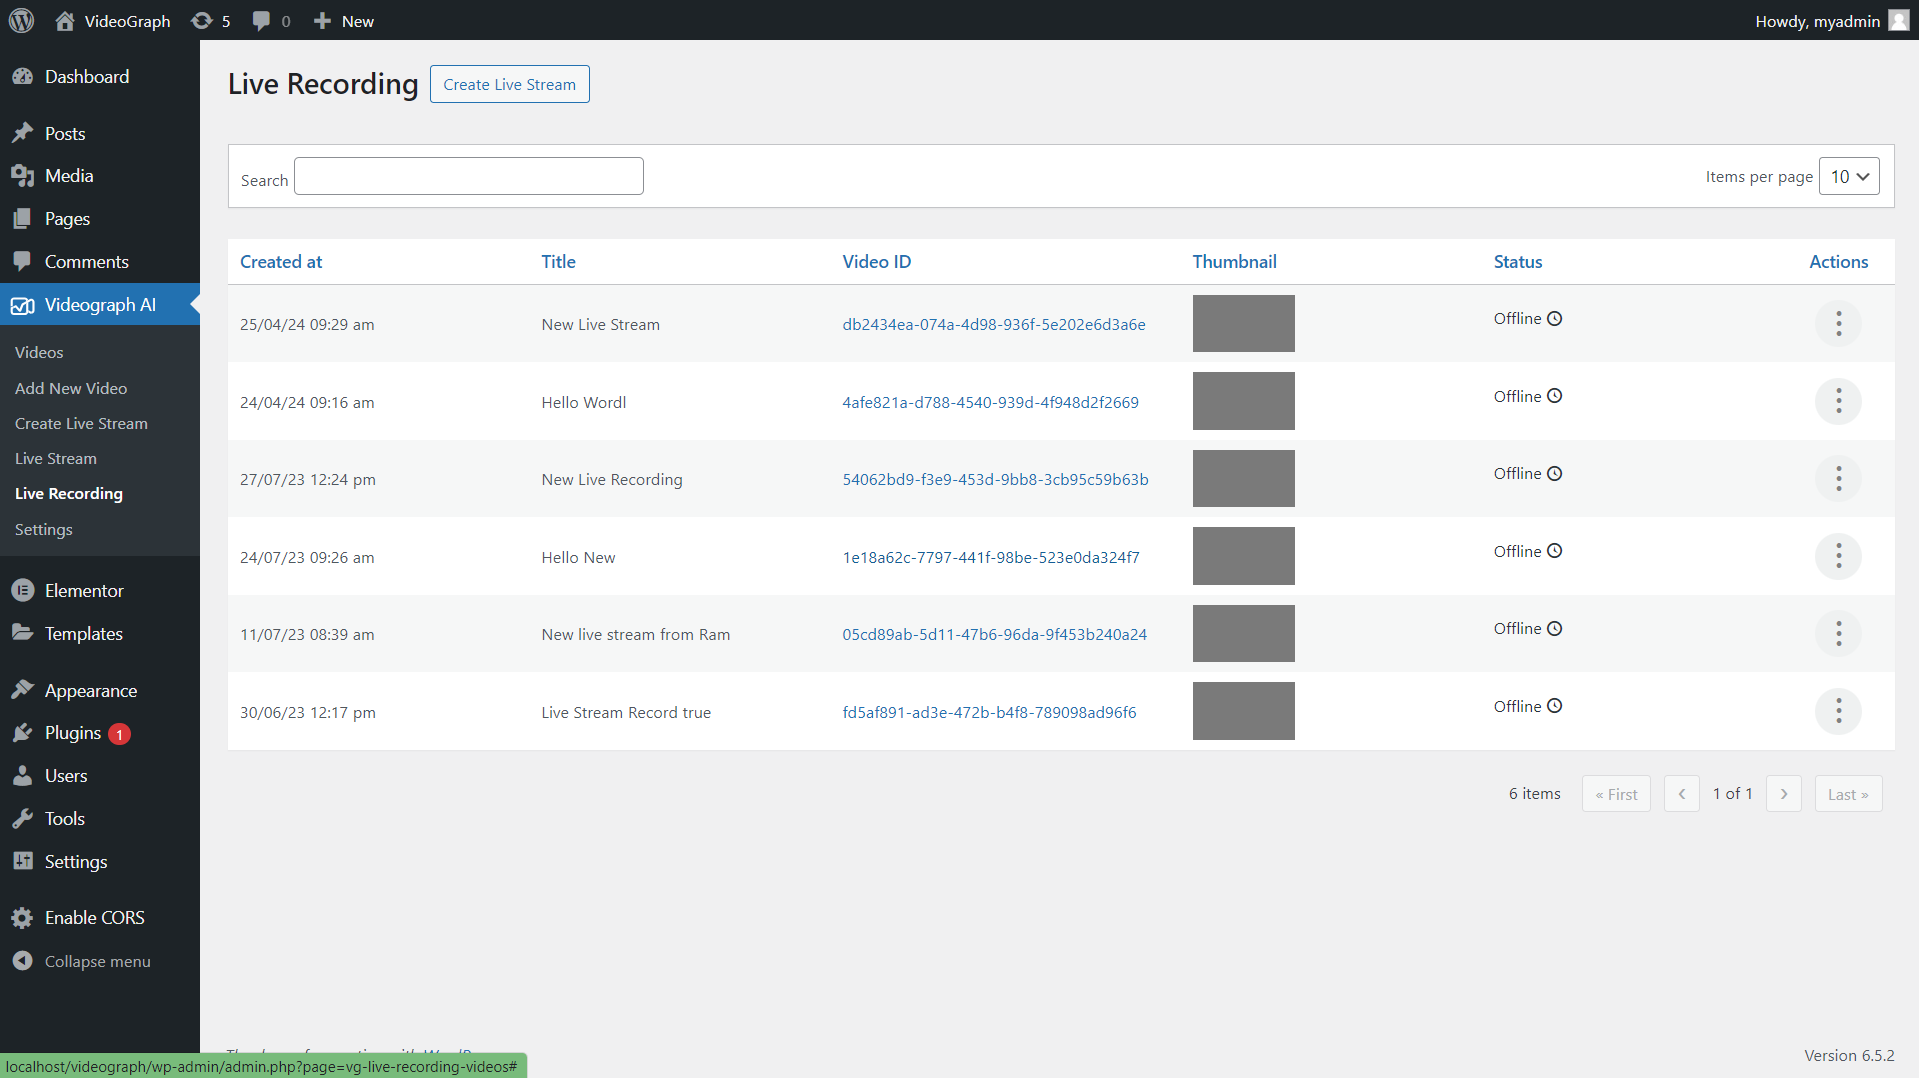 VideoGraph 5 0 New Howdy, myadmin
Dashboard
Posts
Media
Pages
Comments
Videograph AI
Videos
Add New Video
Create Live Stream
Live Stream
Live Recording
Settings
Elementor
Templates
Appearance
Plugins 1
Users
Tools
Settings
Enable CORS
Collapse menu
Live Recording Create Live Stream
Search Items per page 10
Created at Title Video ID Thumbnail Status Actions
25/04/24 09:29 am New Live Stream db2434ea-074a-4d98-936f-5e202e6d3a6e Offline
24/04/24 09:16 am Hello Wordl 4afe821a-d788-4540-939d-4f948d2f2669 Offline
27/07/23 12:24 pm New Live Recording 54062bd9-f3e9-453d-9bb8-3cb95c59b63b Offline
24/07/23 09:26 am Hello New 1e18a62c-7797-441f-98be-523e0da324f7 Offline
11/07/23 08:39 am New live stream from Ram 05cd89ab-5d11-47b6-96da-9f453b240a24 Offline
30/06/23 12:17 pm Live Stream Record true fd5af891-ad3e-472b-b4f8-789098ad96f6 Offline
6 items « First ‹ 1 of 1 › Last »
Version 6.5.2
localhost/videograph/wp-admin/admin.php?page=vg-live-recording-videos#